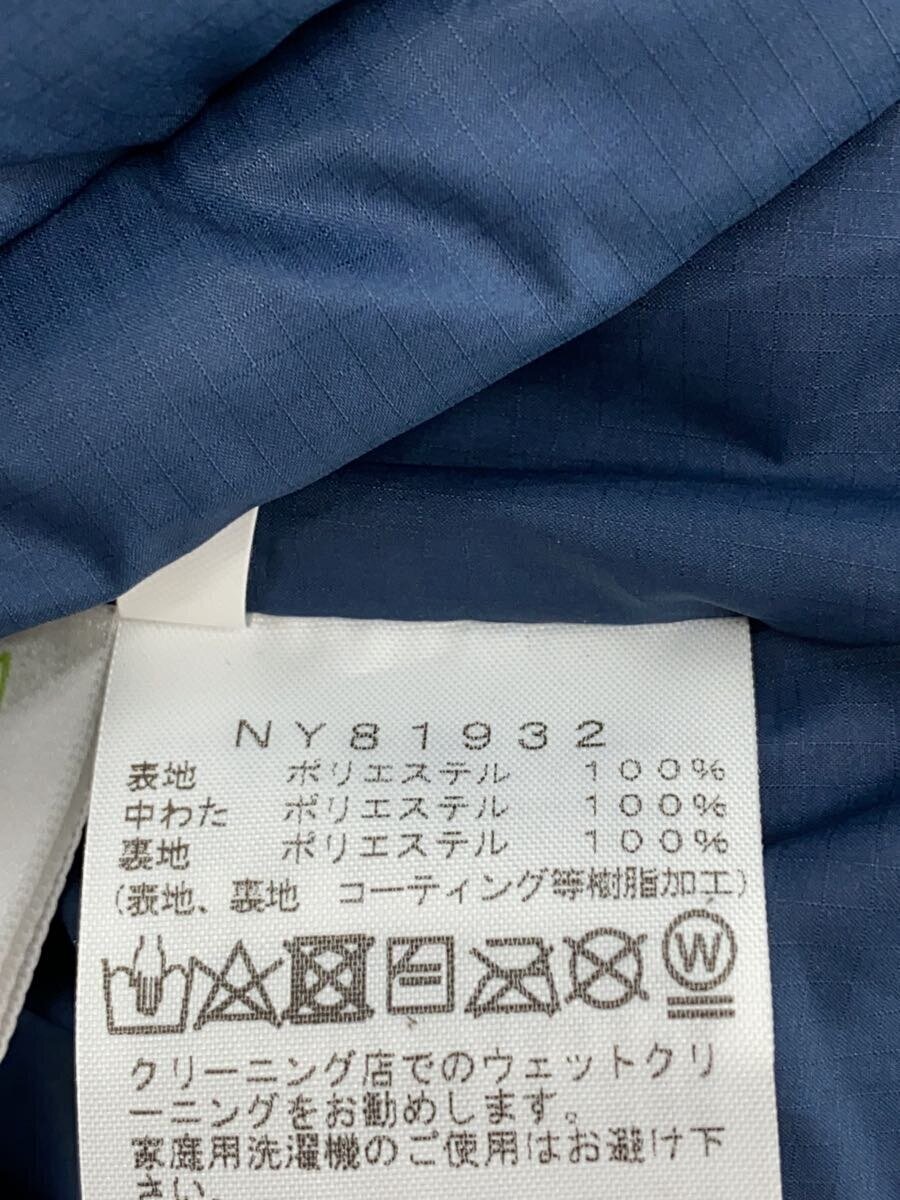 NY81932
表地 ポリエステル 100%
中わた ポリエステル 100%
裏地 ポリエステル 100%
(表地、裏地 コーティング等樹脂加工)
W
クリーニング店でのウェットクリ
ーニングをお勧めします。
家庭用洗濯機のご使用はお避け下
さい。